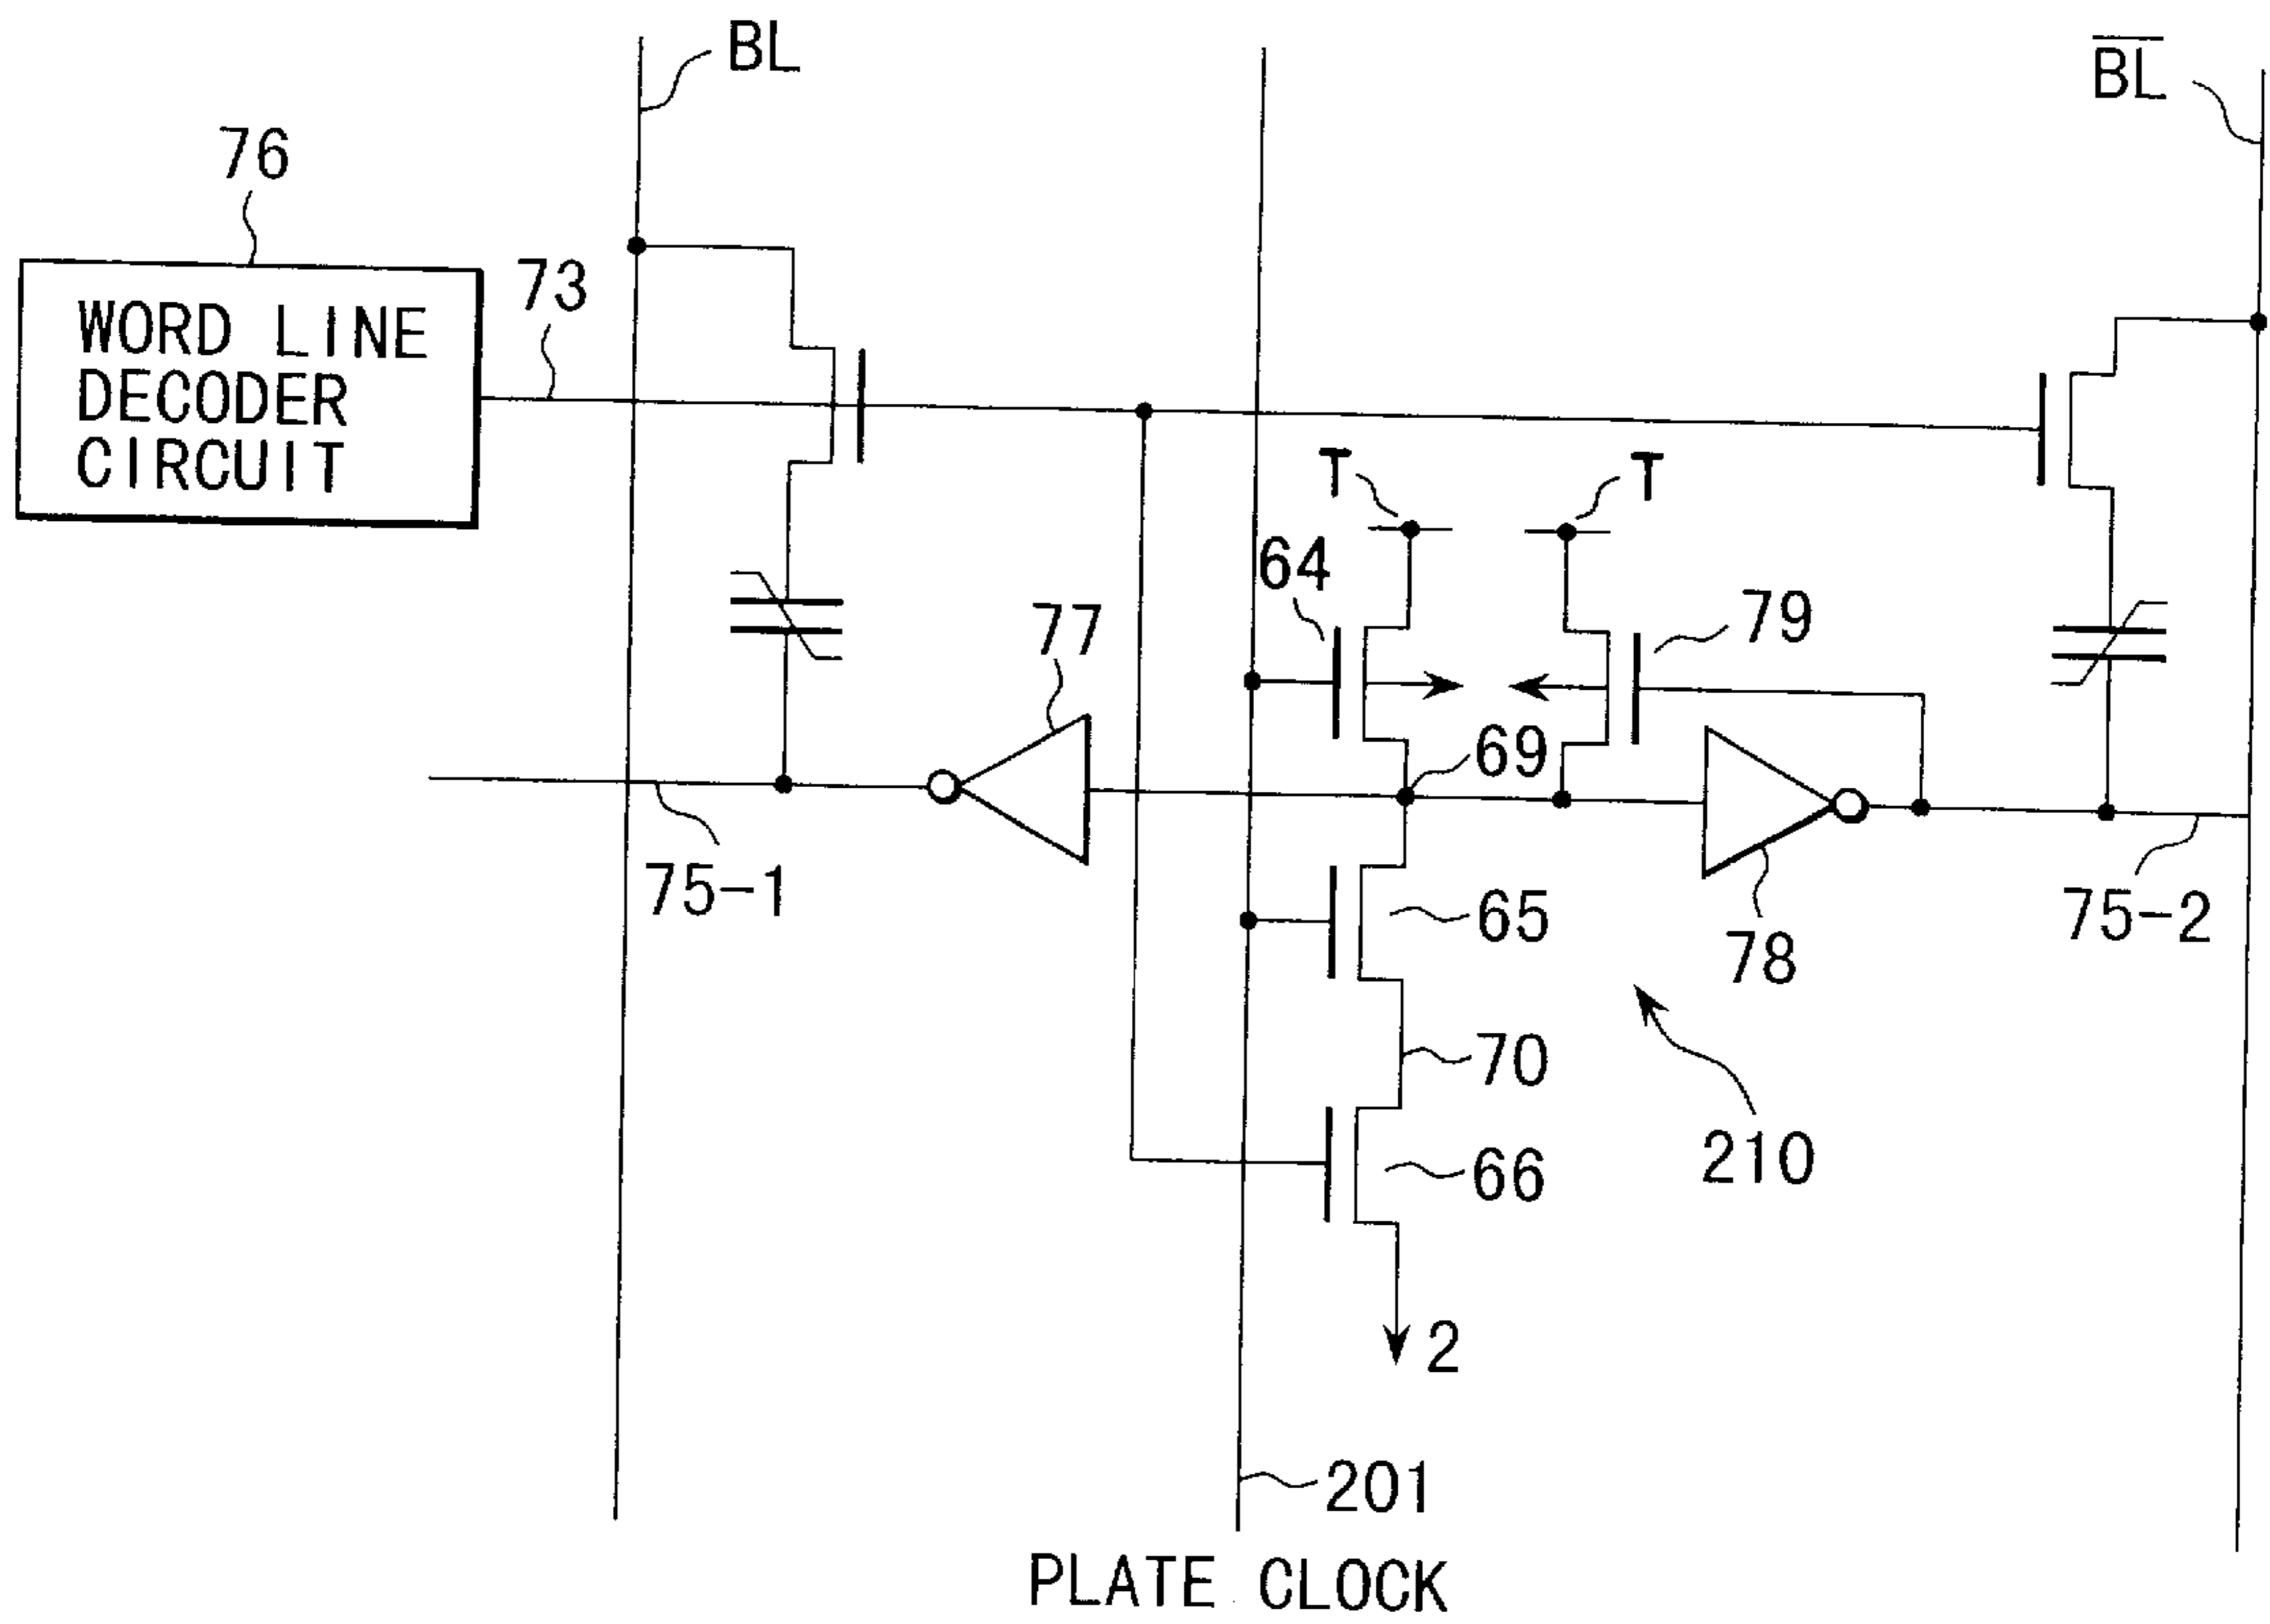 BL
B̅L̅
76
73
WORD LINE
DECODER
CIRCUIT
T
T
64
79
77
69
75-1
65
78
75-2
70
210
66
2
201
PLATE CLOCK